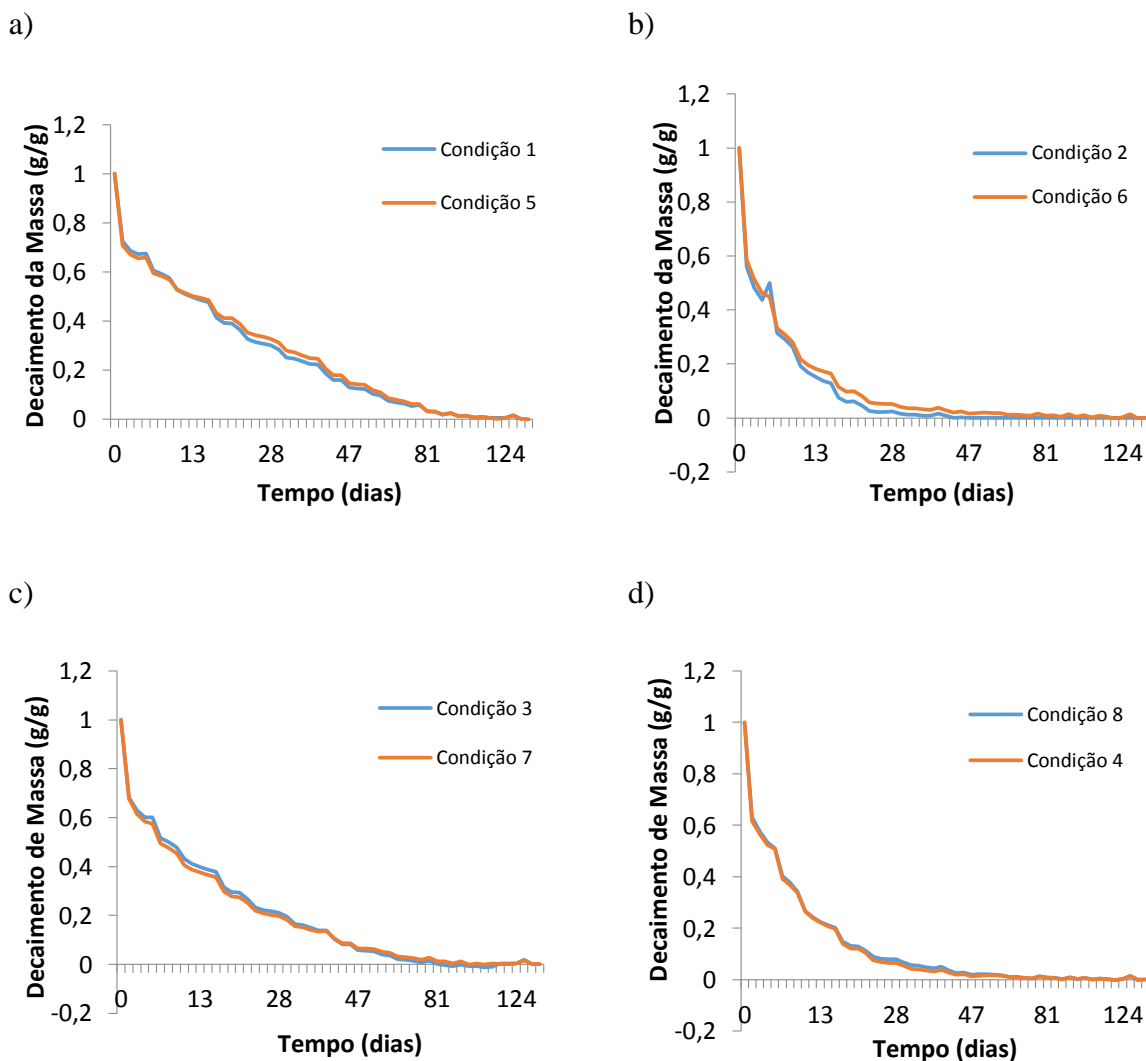 a)
Decaimento da Massa (g/g)
1,2
1
0,8
0,6
0,4
0,2
0
0 13 28 47 81 124
Tempo (dias)
Condição 1
Condição 5
b)
Decaimento da Massa (g/g)
1,2
1
0,8
0,6
0,4
0,2
0
-0,2
0 13 28 47 81 124
Tempo (dias)
Condição 2
Condição 6
c)
Decaimento de Massa (g/g)
1,2
1
0,8
0,6
0,4
0,2
0
-0,2
0 13 28 47 81 124
Tempo (dias)
Condição 3
Condição 7
d)
Decaimento de Massa (g/g)
1,2
1
0,8
0,6
0,4
0,2
0
-0,2
0 13 28 47 81 124
Tempo (dias)
Condição 8
Condição 4